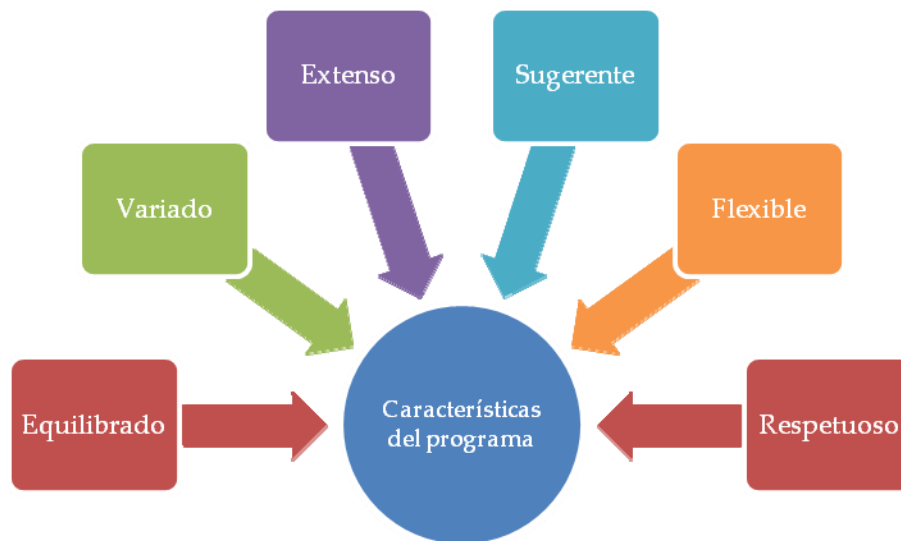 Extenso
Sugerente
Variado
Flexible
Equilibrado
Características
del programa
Respetuoso